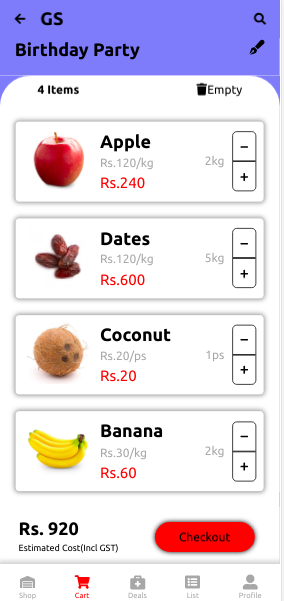 GS
Birthday Party
4 Items Empty
Apple
Rs.120/kg 2kg
Rs.240
−
+
Dates
Rs.120/kg 5kg
Rs.600
−
+
Coconut
Rs.20/ps 1ps
Rs.20
−
+
Banana
Rs.30/kg 2kg
Rs.60
−
+
Rs. 920
Estimated Cost(Incl GST)
Checkout
Shop Cart Deals List Profile